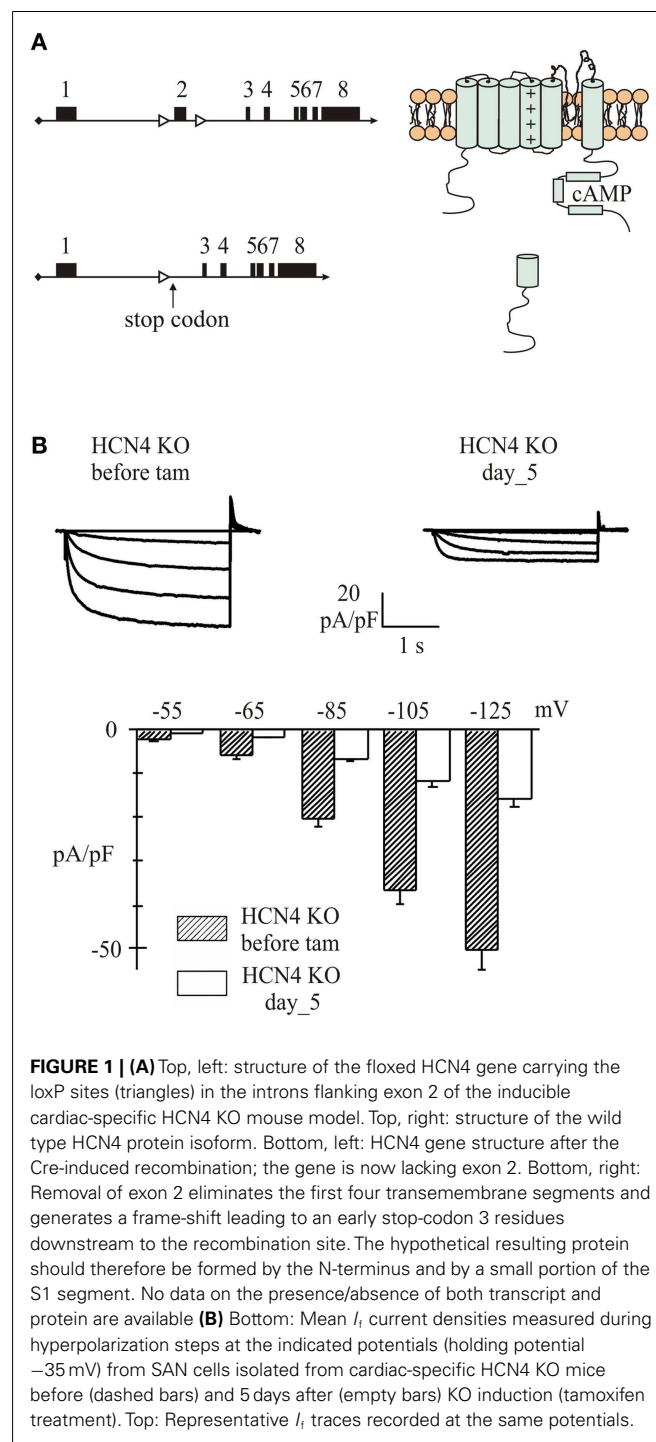 A
1 2 3 4 5 6 7 8
+
+
+
+
cAMP
1 3 4 5 6 7 8
stop codon
B
HCN4 KO
before tam
HCN4 KO
day_5
20
pA/pF
1 s
-55 -65 -85 -105 -125 mV
0
pA/pF
-50
HCN4 KO
before tam
HCN4 KO
day_5
FIGURE 1 | (A) Top, left: structure of the floxed HCN4 gene carrying the
loxP sites (triangles) in the introns flanking exon 2 of the inducible
cardiac-specific HCN4 KO mouse model. Top, right: structure of the wild
type HCN4 protein isoform. Bottom, left: HCN4 gene structure after the
Cre-induced recombination; the gene is now lacking exon 2. Bottom, right:
Removal of exon 2 eliminates the first four transemembrane segments and
generates a frame-shift leading to an early stop-codon 3 residues
downstream to the recombination site. The hypothetical resulting protein
should therefore be formed by the N-terminus and by a small portion of the
S1 segment. No data on the presence/absence of both transcript and
protein are available (B) Bottom: Mean If current densities measured during
hyperpolarization steps at the indicated potentials (holding potential
−35 mV) from SAN cells isolated from cardiac-specific HCN4 KO mice
before (dashed bars) and 5 days after (empty bars) KO induction (tamoxifen
treatment). Top: Representative If traces recorded at the same potentials.